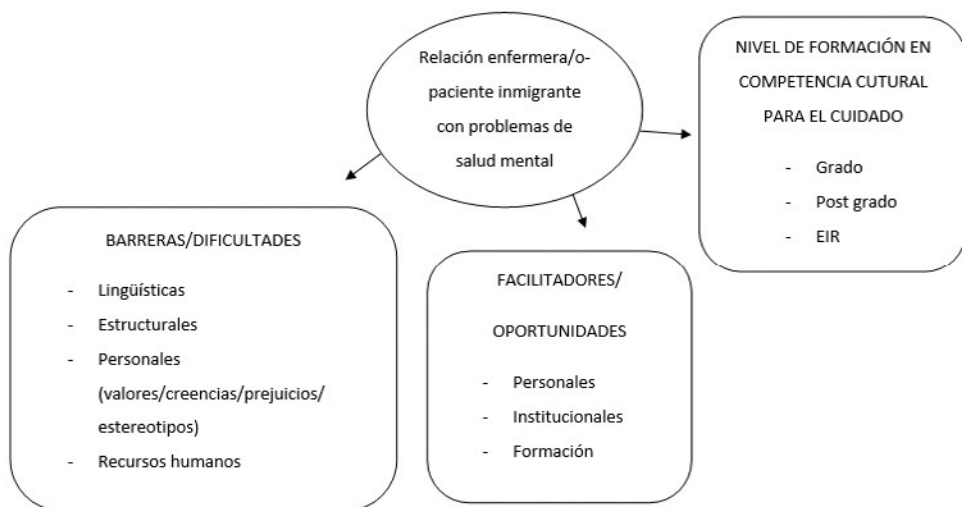 Relación enfermera/o-
paciente inmigrante
con problemas de
salud mental
NIVEL DE FORMACIÓN EN
COMPETENCIA CUTURAL
PARA EL CUIDADO
- Grado
- Post grado
- EIR
BARRERAS/DIFICULTADES
- Lingüísticas
- Estructurales
- Personales
(valores/creencias/prejuicios/
estereotipos)
- Recursos humanos
FACILITADORES/
OPORTUNIDADES
- Personales
- Institucionales
- Formación